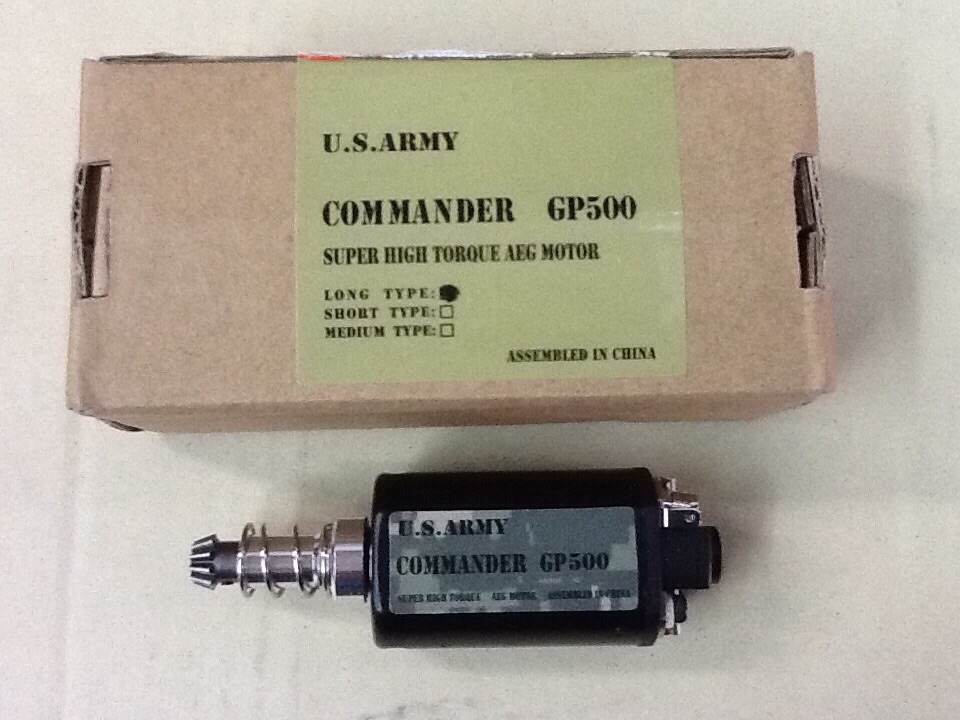 U.S.ARMY
COMMANDER GP500
SUPER HIGH TORQUE AEG MOTOR
LONG TYPE:
SHORT TYPE:
MEDIUM TYPE:
ASSEMBLED IN CHINA
U.S.ARMY
COMMANDER GP500
SUPER HIGH TORQUE AEG MOTOR ASSEMBLED IN CHINA